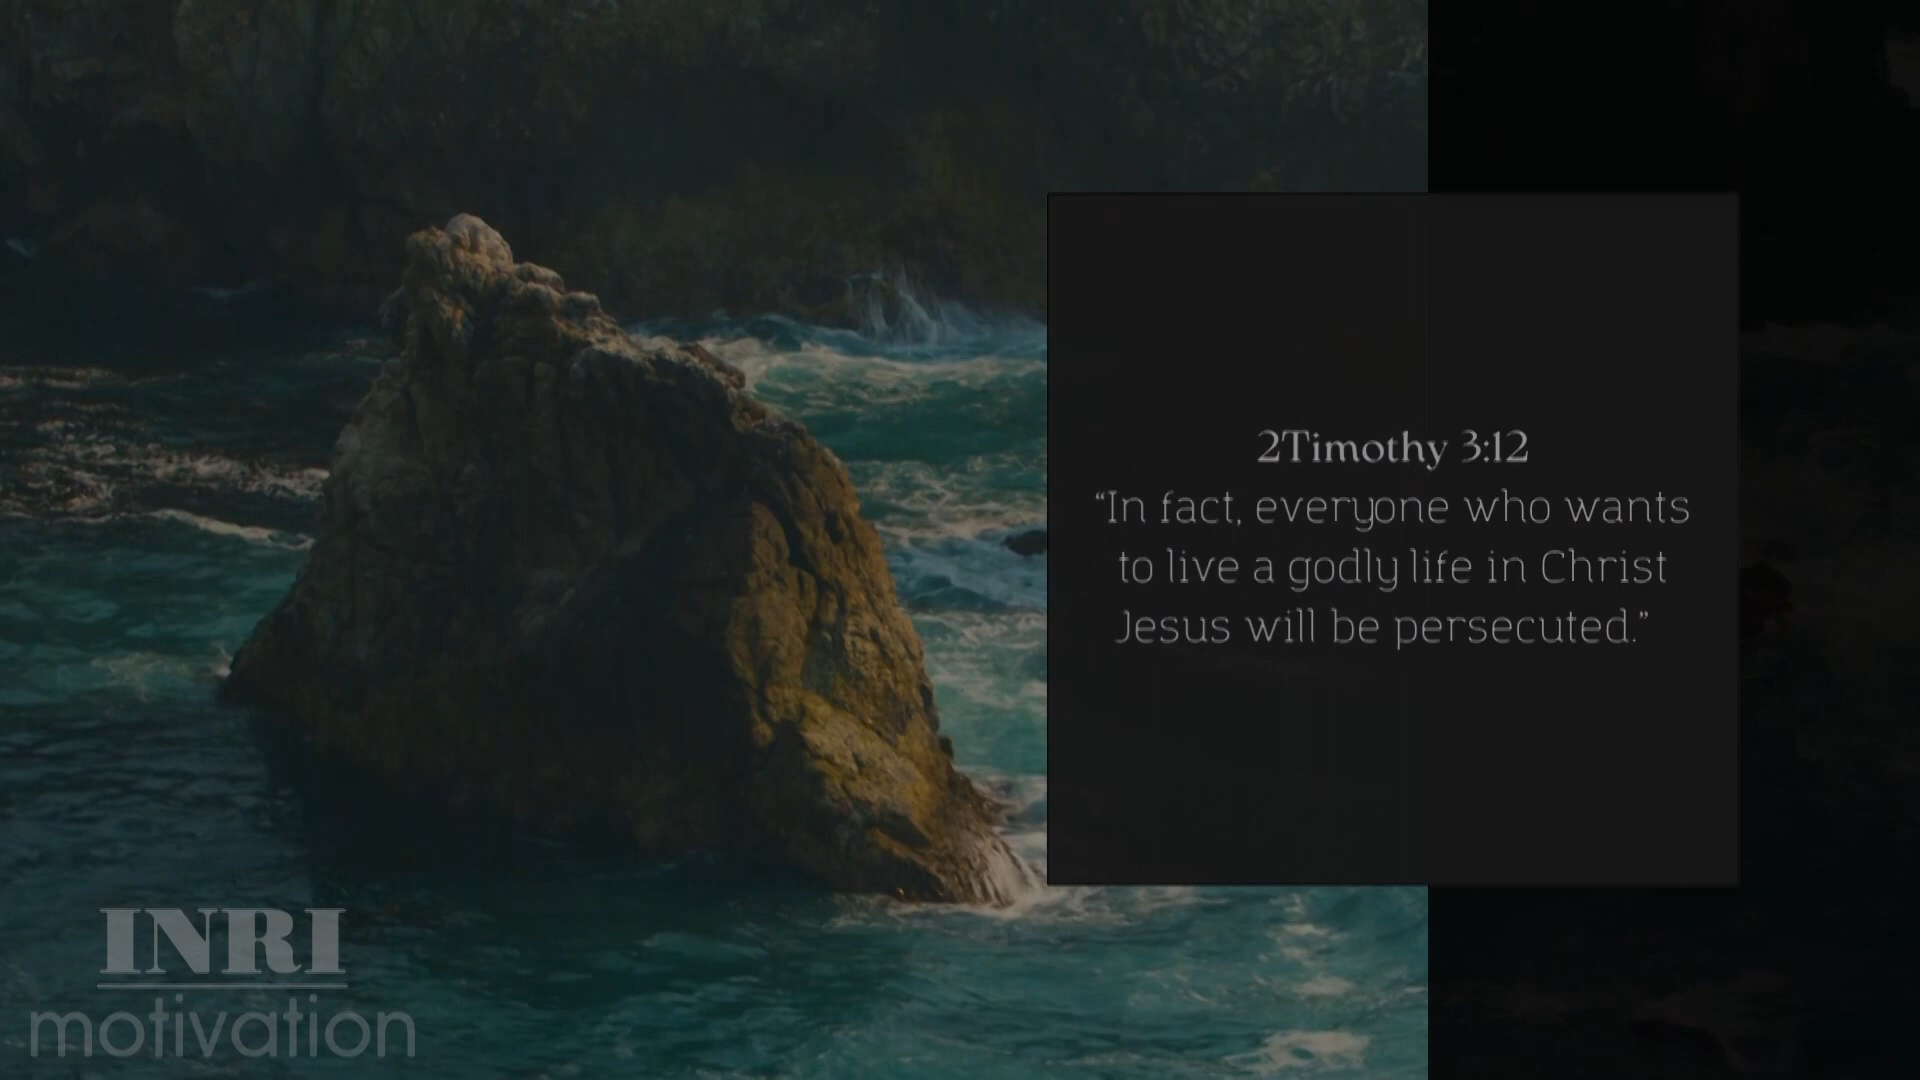 2Timothy 3:12
“In fact, everyone who wants
to live a godly life in Christ
Jesus will be persecuted.”
INRI
motivation